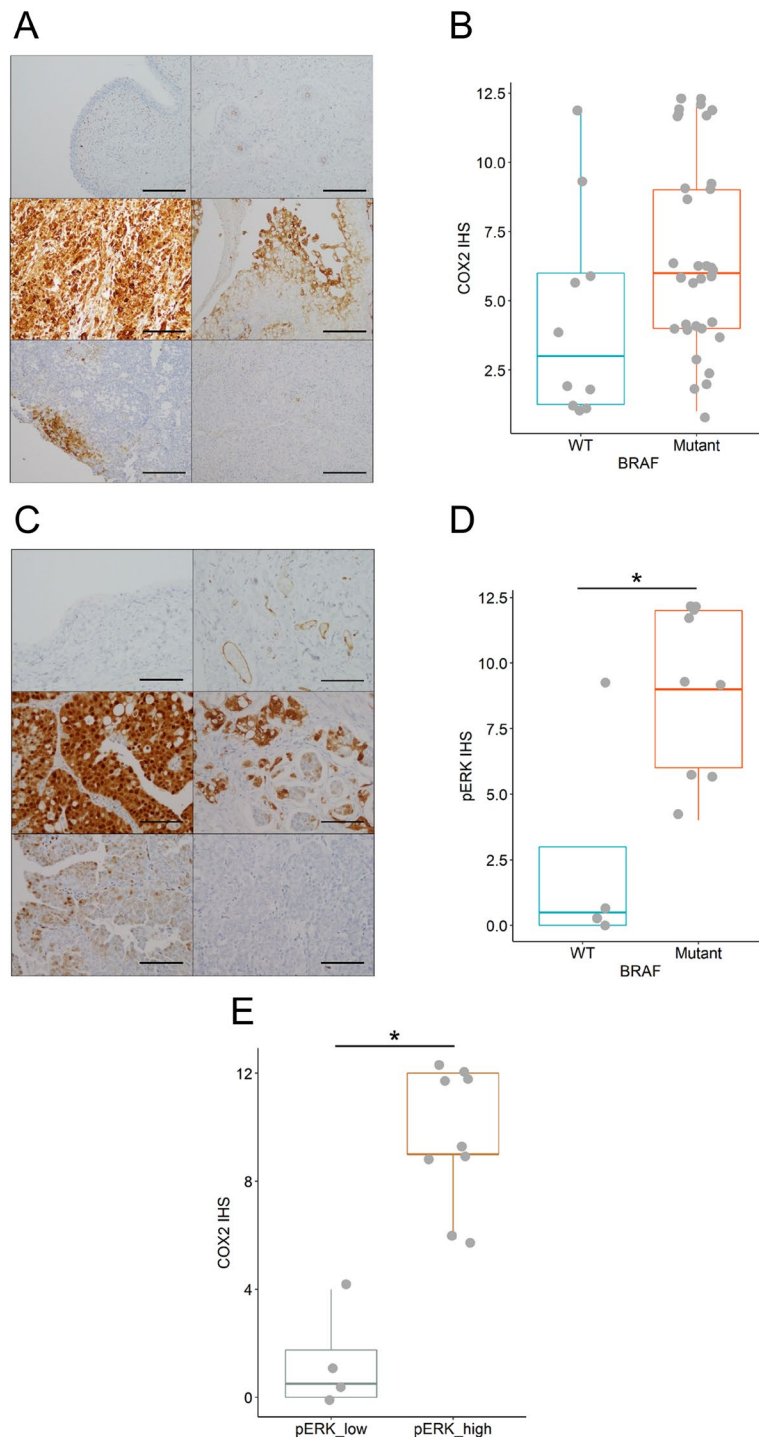 A
B
12.5
10.0
7.5
5.0
2.5
COX2 IHS
WT
Mutant
BRAF
C
D
*
12.5
10.0
7.5
5.0
2.5
0.0
pERK IHS
WT
Mutant
BRAF
E
*
12
8
4
0
COX2 IHS
pERK_low
pERK_high